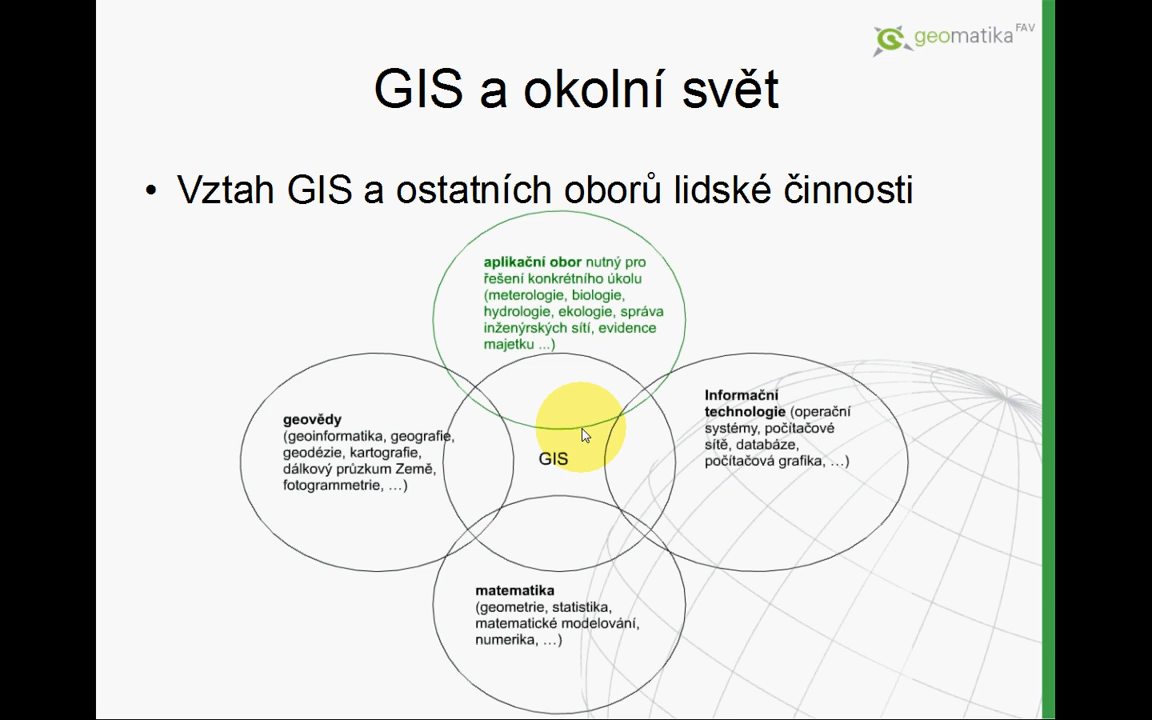 geomatika FAV
GIS a okolní svět
• Vztah GIS a ostatních oborů lidské činnosti
aplikační obor nutný pro
řešení konkrétního úkolu
(meterologie, biologie,
hydrologie, ekologie, správa
inženýrských sítí, evidence
majetku ...)
geovědy
(geoinformatika, geografie,
geodézie, kartografie,
dálkový průzkum Země,
fotogrammetrie, ...)
GIS
Informační
technologie (operační
systémy, počítačové
sítě, databáze,
počítačová grafika, ...)
matematika
(geometrie, statistika,
matematické modelování,
numerika, ...)